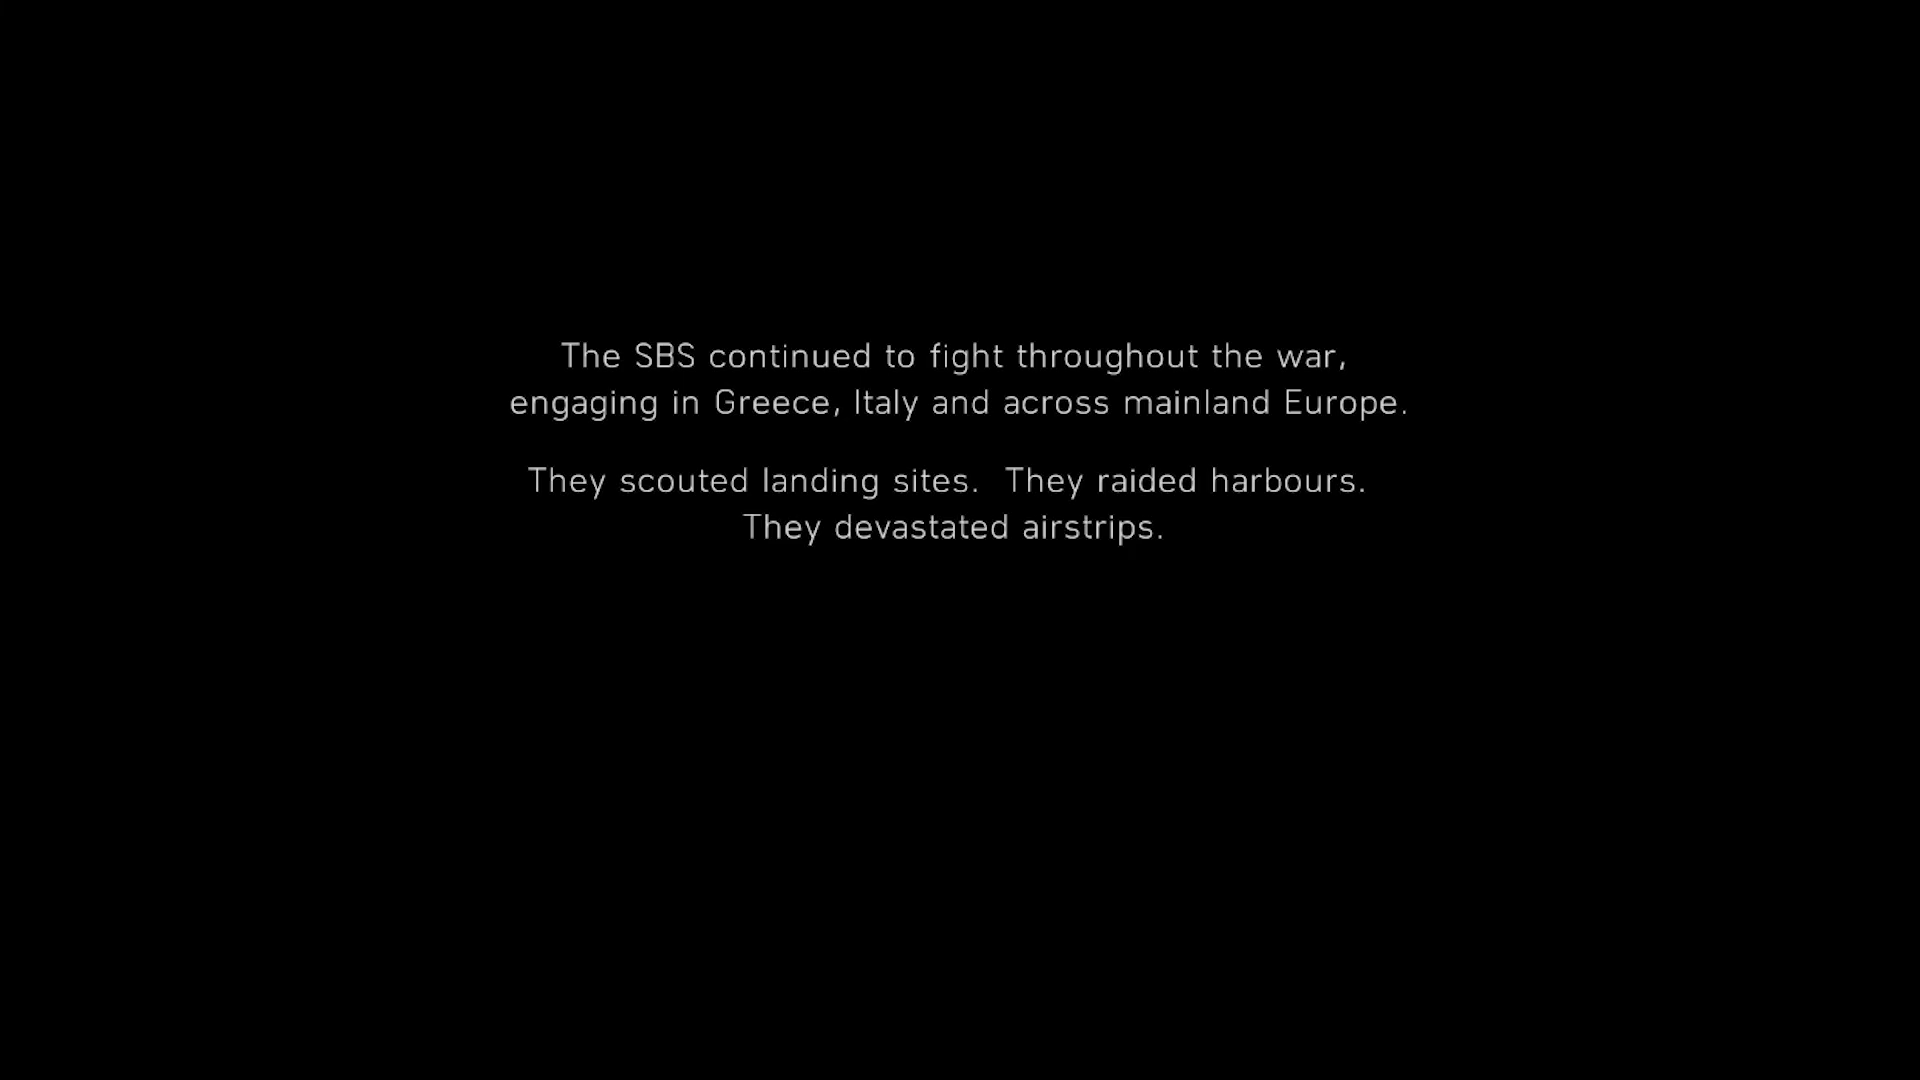 The SBS continued to fight throughout the war,
engaging in Greece, Italy and across mainland Europe.
They scouted landing sites.  They raided harbours.
They devastated airstrips.